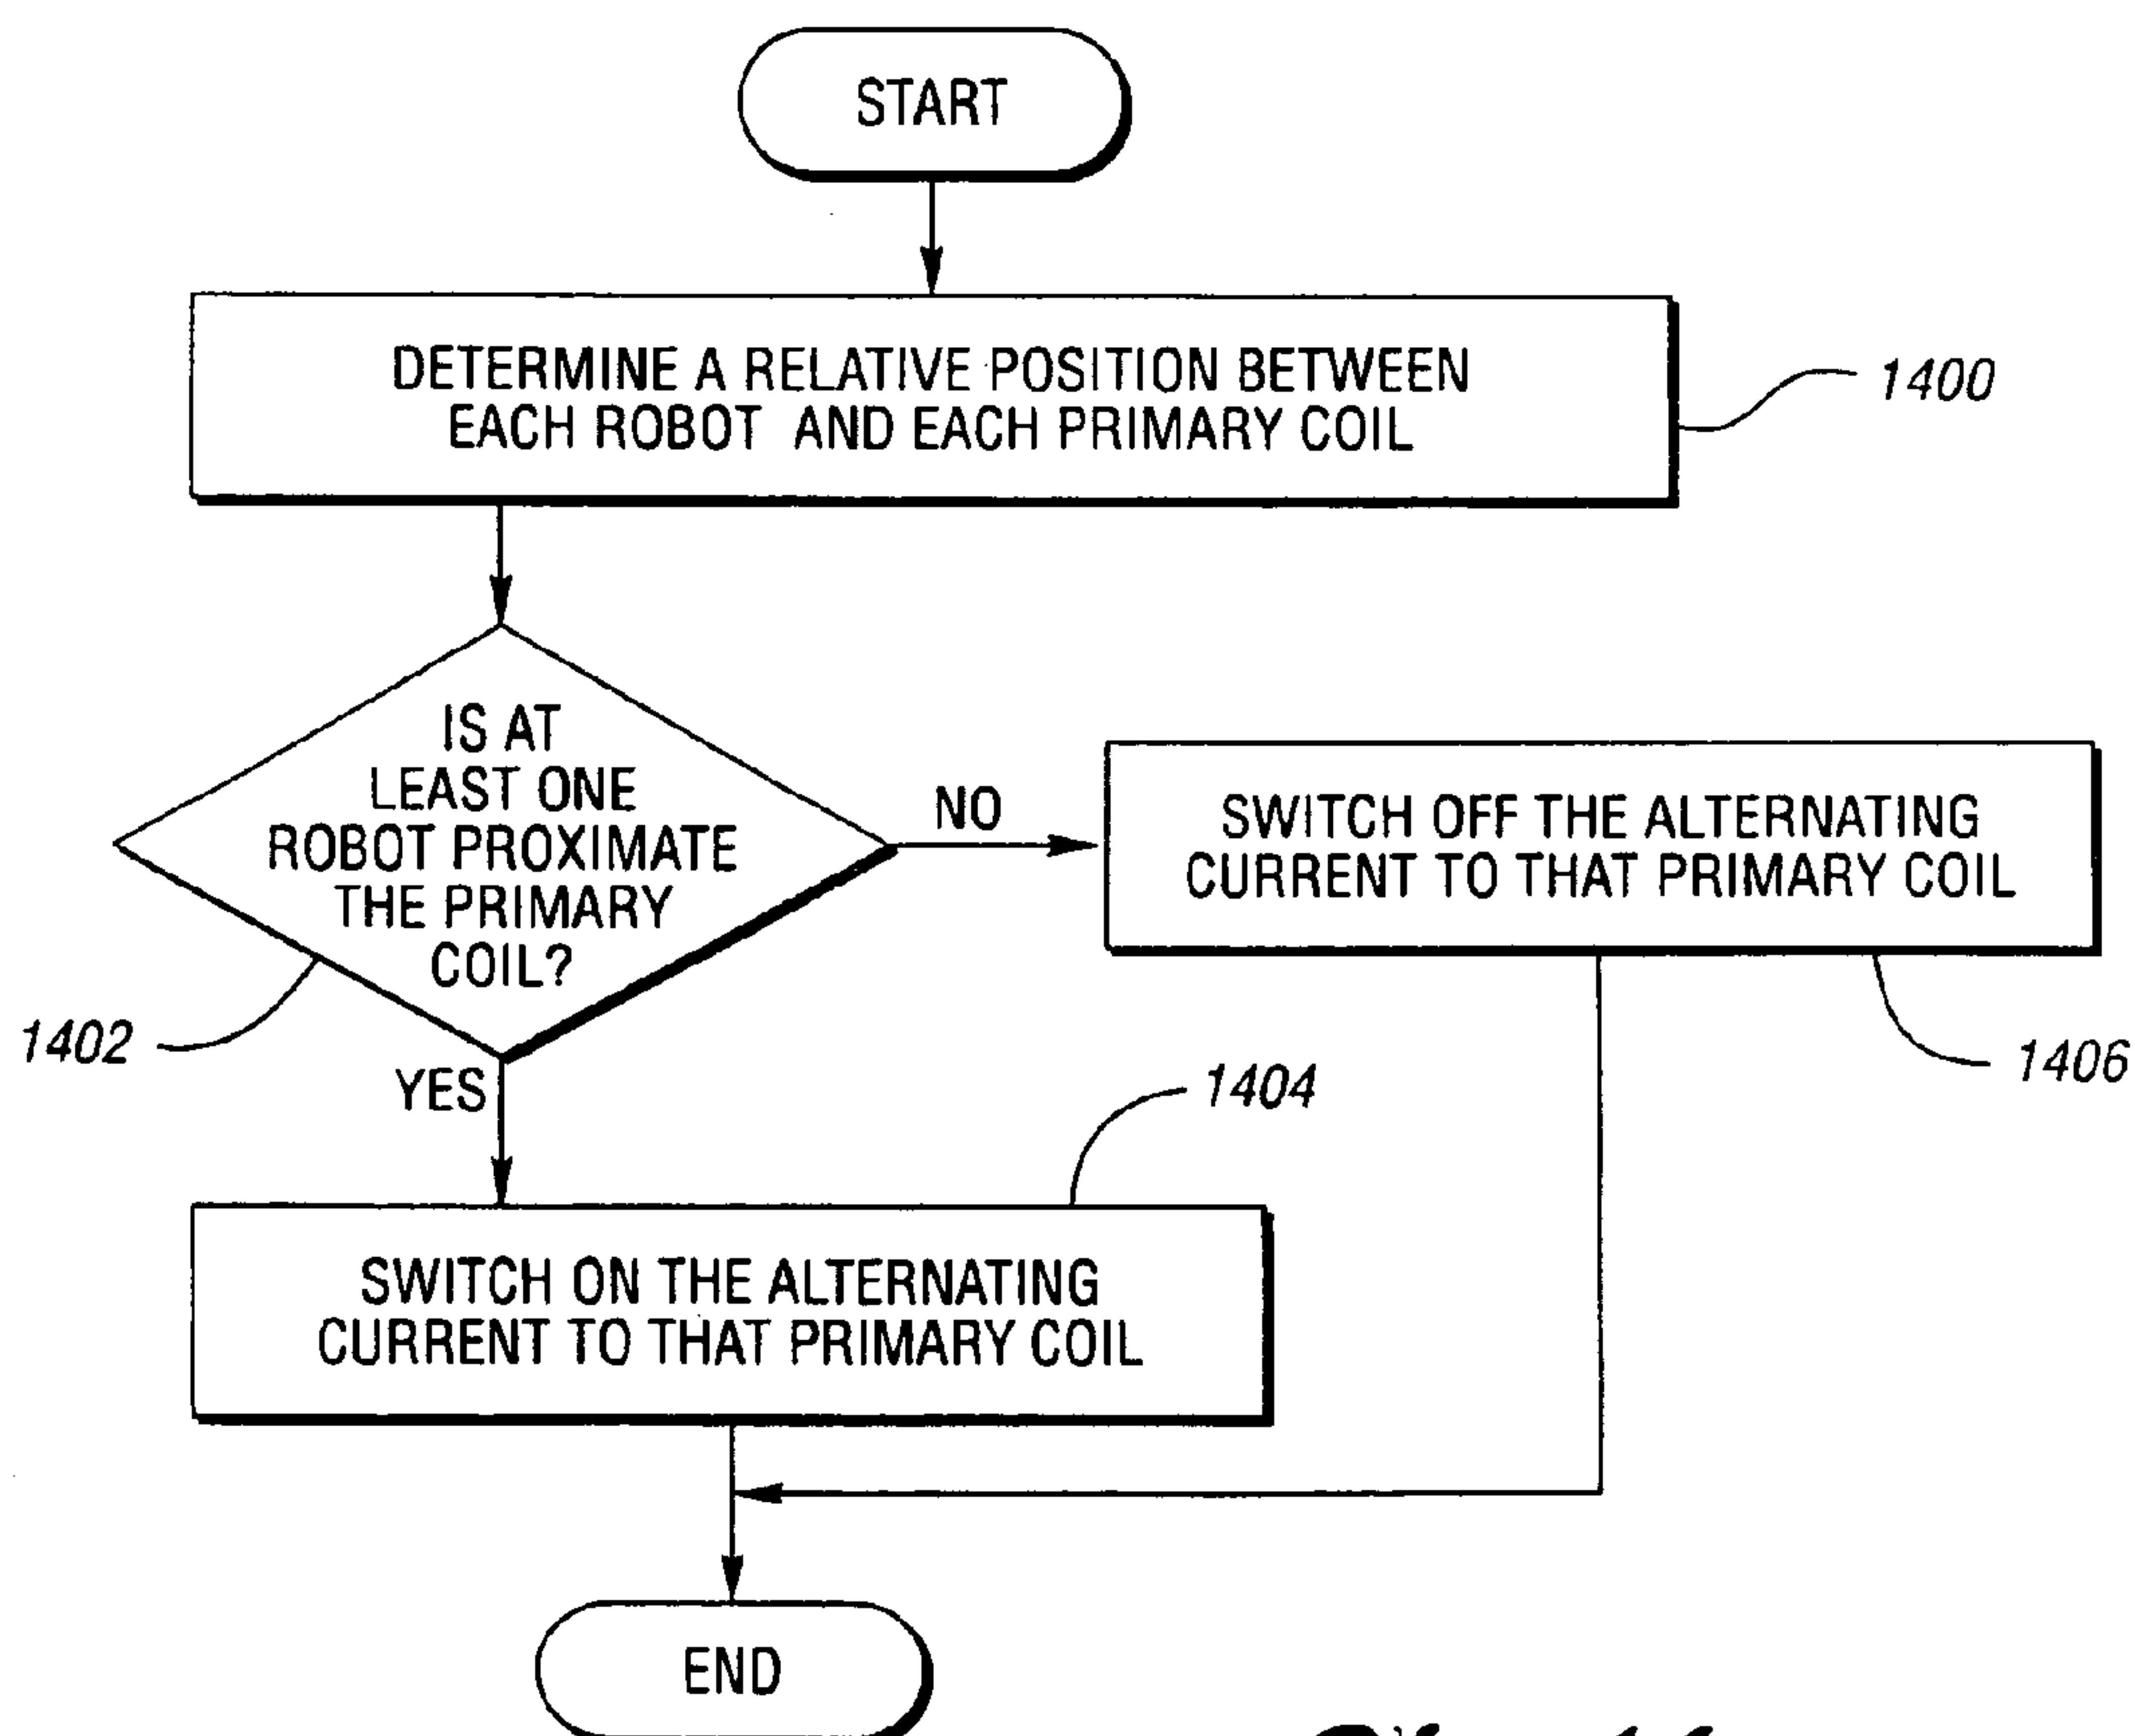 START
DETERMINE A RELATIVE POSITION BETWEEN
EACH ROBOT AND EACH PRIMARY COIL
1400
IS AT
LEAST ONE
ROBOT PROXIMATE
THE PRIMARY
COIL?
1402
NO
SWITCH OFF THE ALTERNATING
CURRENT TO THAT PRIMARY COIL
1406
YES
1404
SWITCH ON THE ALTERNATING
CURRENT TO THAT PRIMARY COIL
END